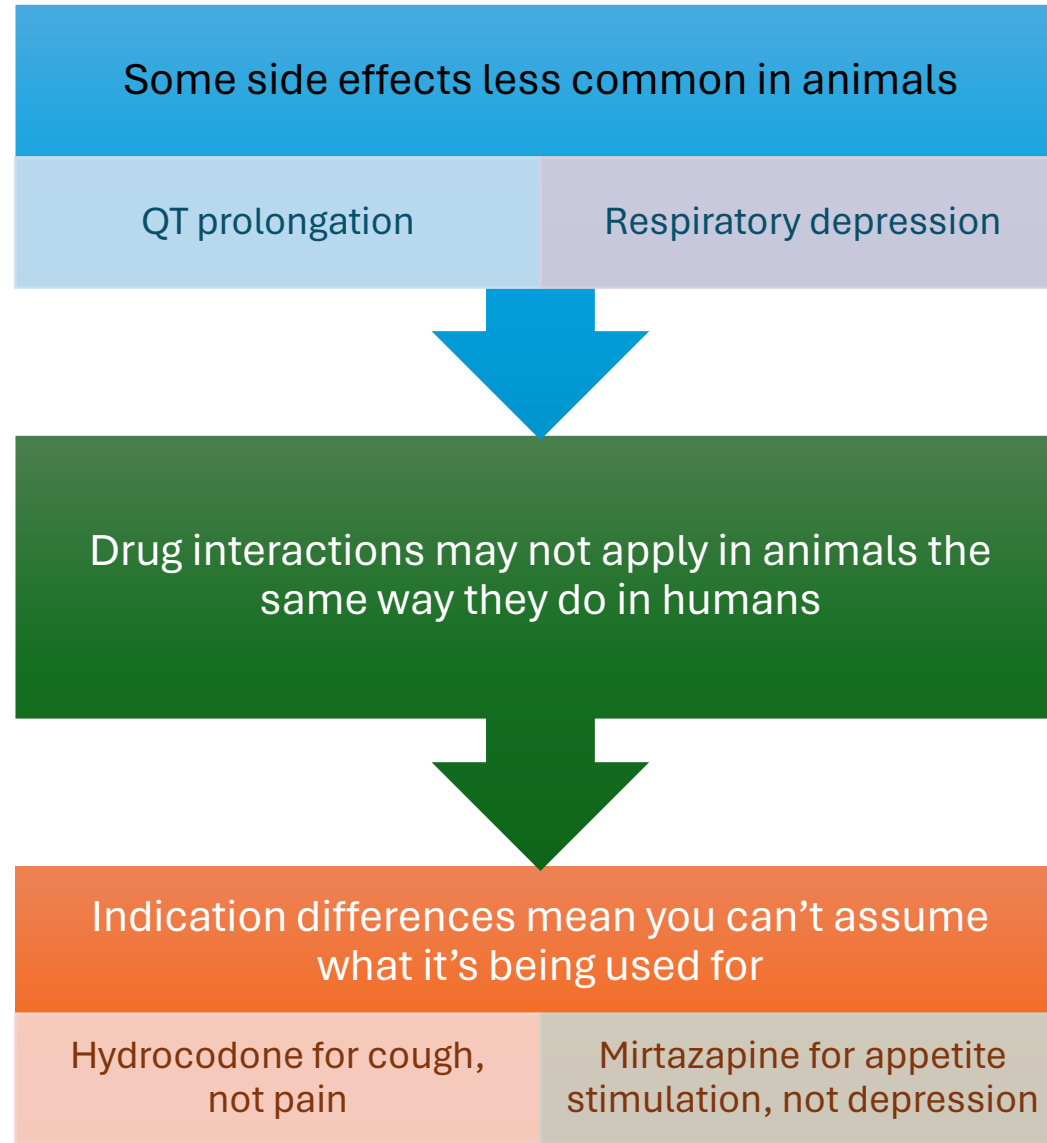 Some side effects less common in animals
QT prolongation
Respiratory depression
Drug interactions may not apply in animals the
same way they do in humans
Indication differences mean you can’t assume
what it’s being used for
Hydrocodone for cough,
not pain
Mirtazapine for appetite
stimulation, not depression